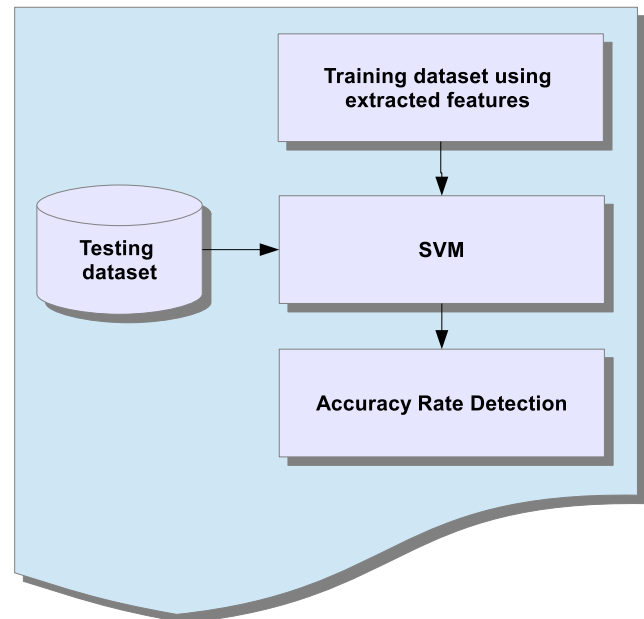 Training dataset using
extracted features
Testing
dataset
SVM
Accuracy Rate Detection